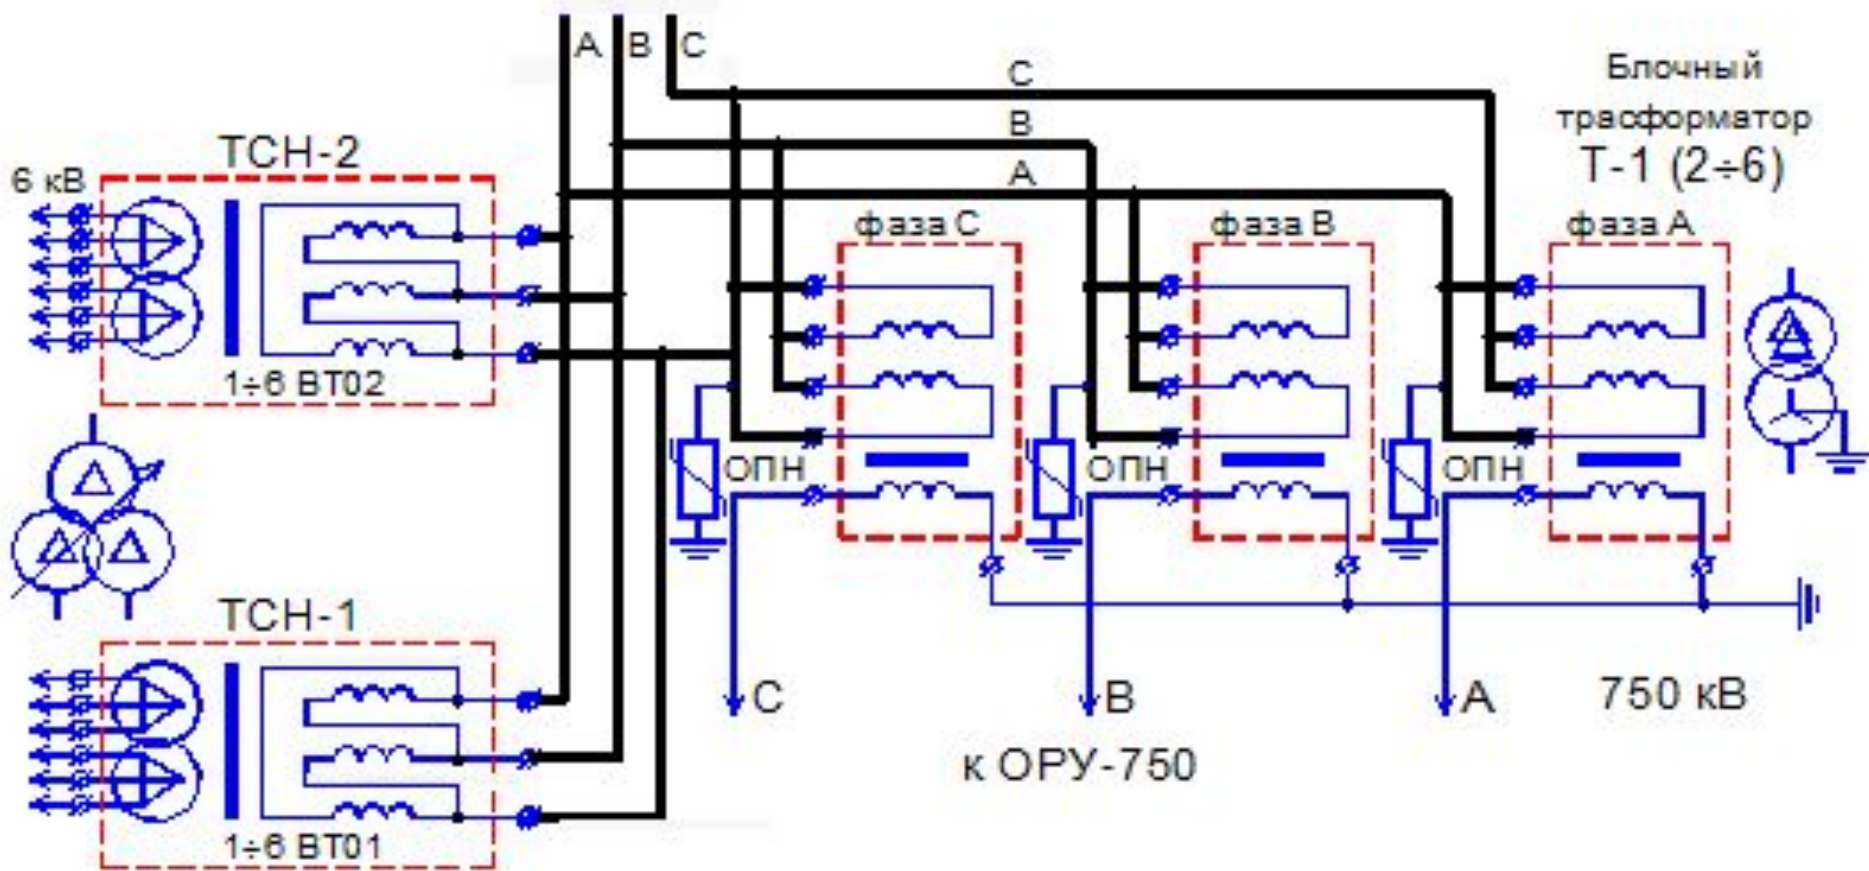 А В С
С
В
А
Блочный
трасформатор
Т-1 (2÷6)
ТСН-2
6 кВ
фаза С фаза В фаза А
1÷6 ВТ02
ОПН ОПН ОПН
ТСН-1
С В А 750 кВ
к ОРУ-750
1÷6 ВТ01